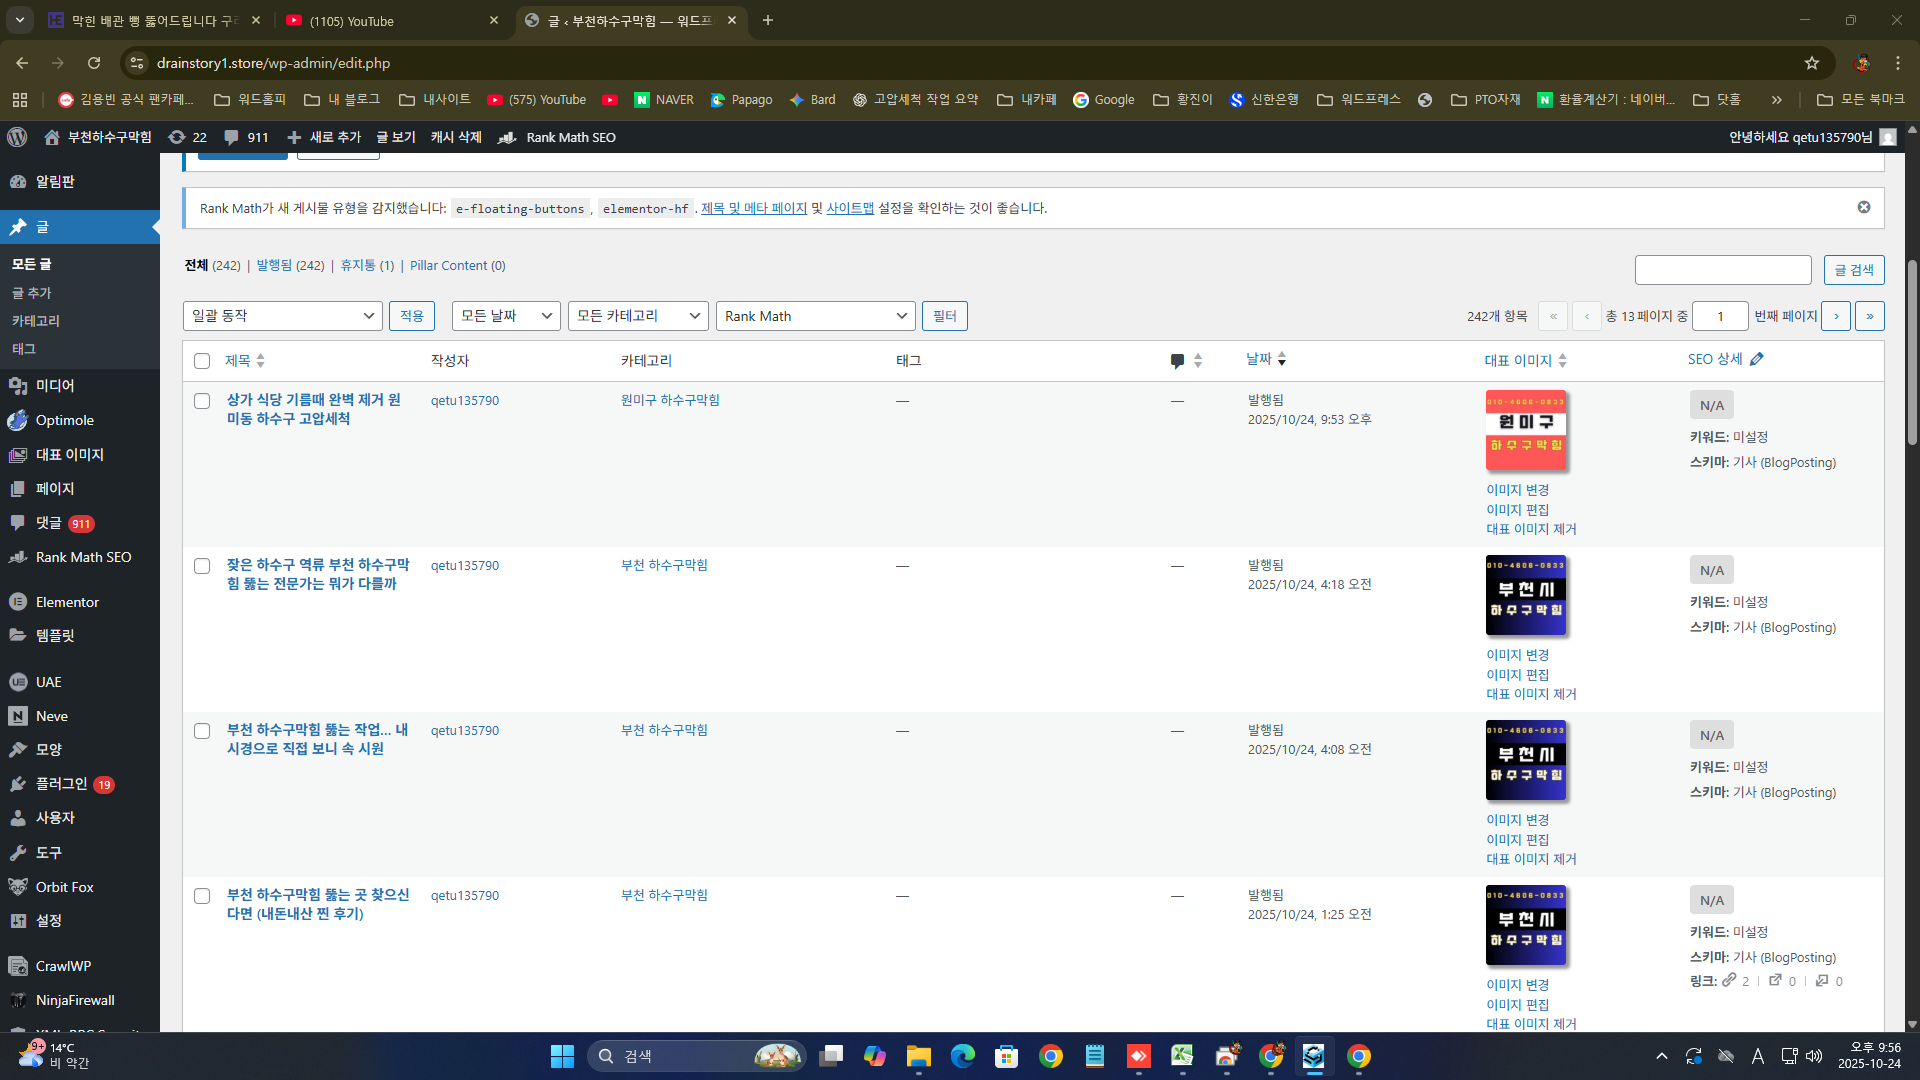 막힌 배관 뻥 뚫어드립니다 구리
(1105) YouTube
글 ‹ 부천하수구막힘 — 워드프
drainstory1.store/wp-admin/edit.php
김용빈 공식 팬카페...
워드홈피
내 블로그
내사이트
(575) YouTube
NAVER
Papago
Bard
고압세척 작업 요약
내카페
Google
황진이
신한은행
워드프레스
PTO자재
환율계산기 : 네이버...
닷홈
»
모든 북마크
부천하수구막힘
22
911
새로 추가
글 보기
캐시 삭제
Rank Math SEO
안녕하세요 qetu135790님
알림판
글
모든 글
글 추가
카테고리
태그
미디어
Optimole
대표 이미지
페이지
댓글 911
Rank Math SEO
Elementor
템플릿
UAE
Neve
모양
플러그인 19
사용자
도구
Orbit Fox
설정
CrawlWP
NinjaFirewall
Rank Math가 새 게시물 유형을 감지했습니다: e-floating-buttons, elementor-hf. 제목 및 메타 페이지 및 사이트맵 설정을 확인하는 것이 좋습니다.
전체 (242) | 발행됨 (242) | 휴지통 (1) | Pillar Content (0)
글 검색
일괄 동작
적용
모든 날짜
모든 카테고리
Rank Math
필터
242개 항목 « ‹ 총 13 페이지 중 1 번째 페이지 › »
제목
작성자
카테고리
태그
날짜
대표 이미지
SEO 상세
상가 식당 기름때 완벽 제거 원
미동 하수구 고압세척
qetu135790
원미구 하수구막힘
—
—
발행됨
2025/10/24, 9:53 오후
010-4606-0833
원미구
하수구막힘
이미지 변경
이미지 편집
대표 이미지 제거
N/A
키워드: 미설정
스키마: 기사 (BlogPosting)
잦은 하수구 역류 부천 하수구막
힘 뚫는 전문가는 뭐가 다를까
qetu135790
부천 하수구막힘
—
—
발행됨
2025/10/24, 4:18 오전
010-4606-0833
부천시
하수구막힘
이미지 변경
이미지 편집
대표 이미지 제거
N/A
키워드: 미설정
스키마: 기사 (BlogPosting)
부천 하수구막힘 뚫는 작업... 내
시경으로 직접 보니 속 시원
qetu135790
부천 하수구막힘
—
—
발행됨
2025/10/24, 4:08 오전
010-4606-0833
부천시
하수구막힘
이미지 변경
이미지 편집
대표 이미지 제거
N/A
키워드: 미설정
스키마: 기사 (BlogPosting)
부천 하수구막힘 뚫는 곳 찾으신
다면 (내돈내산 찐 후기)
qetu135790
부천 하수구막힘
—
—
발행됨
2025/10/24, 1:25 오전
010-4606-0833
부천시
하수구막힘
이미지 변경
이미지 편집
대표 이미지 제거
N/A
키워드: 미설정
스키마: 기사 (BlogPosting)
링크: 2 | 0 | 0
9+
14°C
비 약간
검색
A
오후 9:56
2025-10-24